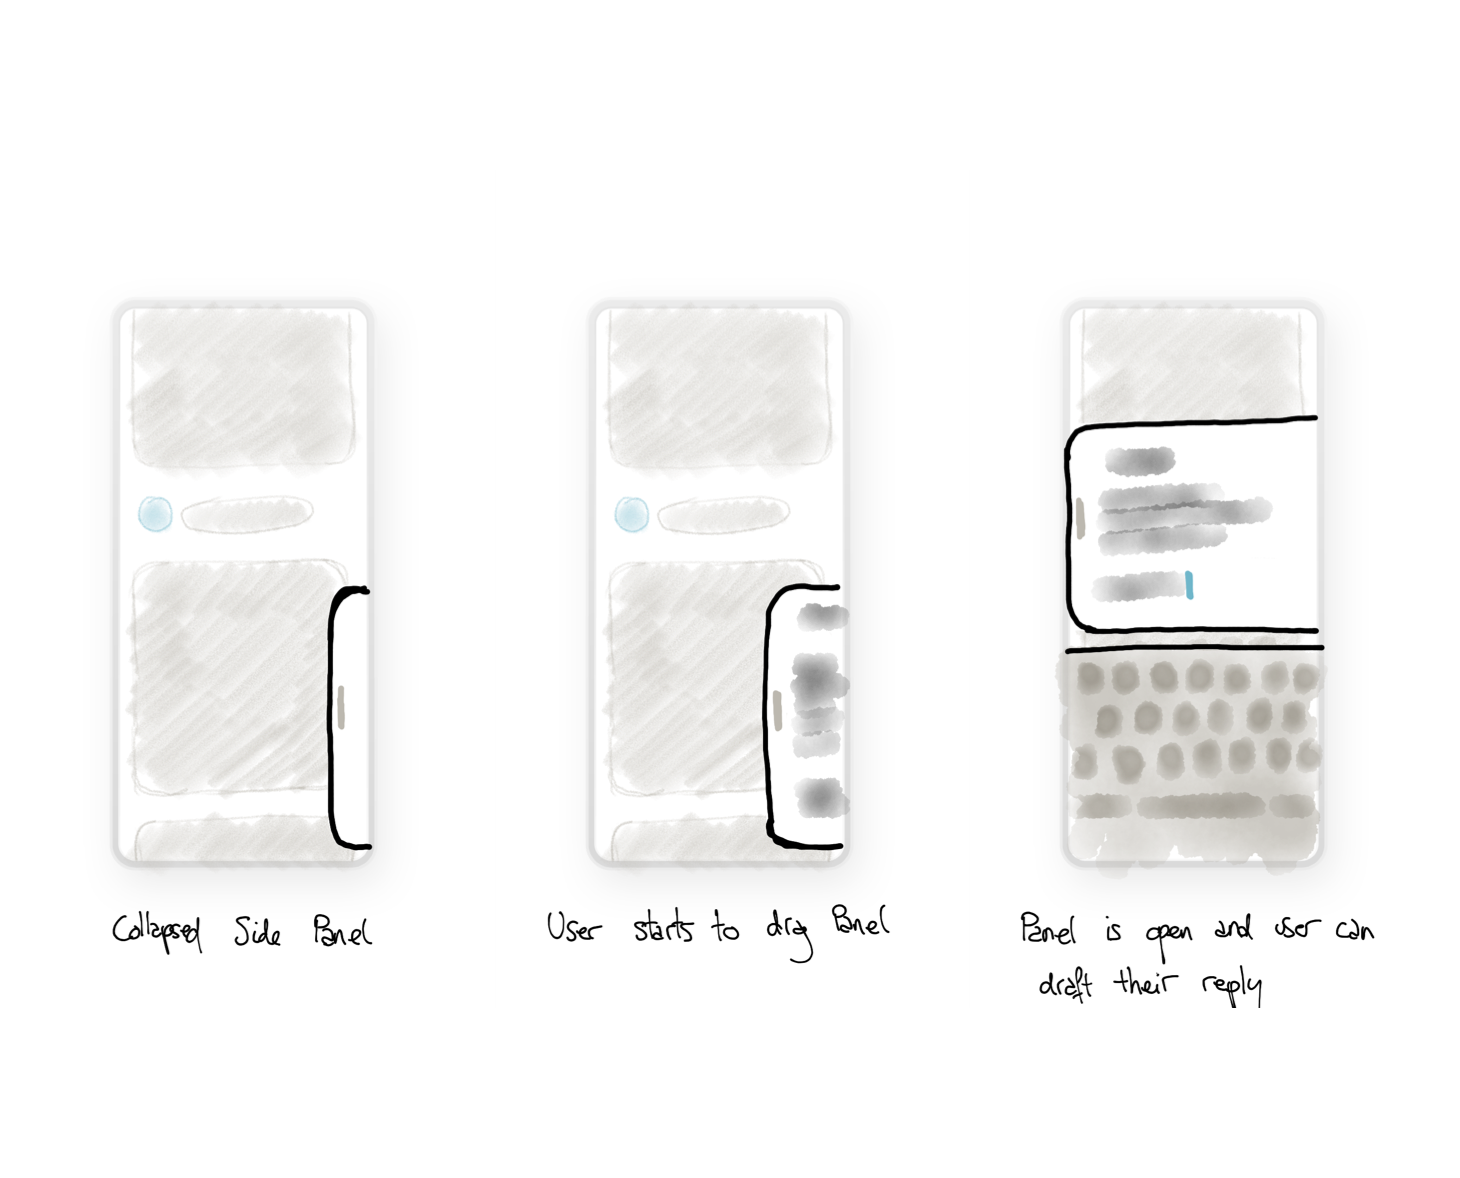 Collapsed Side Panel
User starts to drag Panel
Panel is open and user can
draft their reply